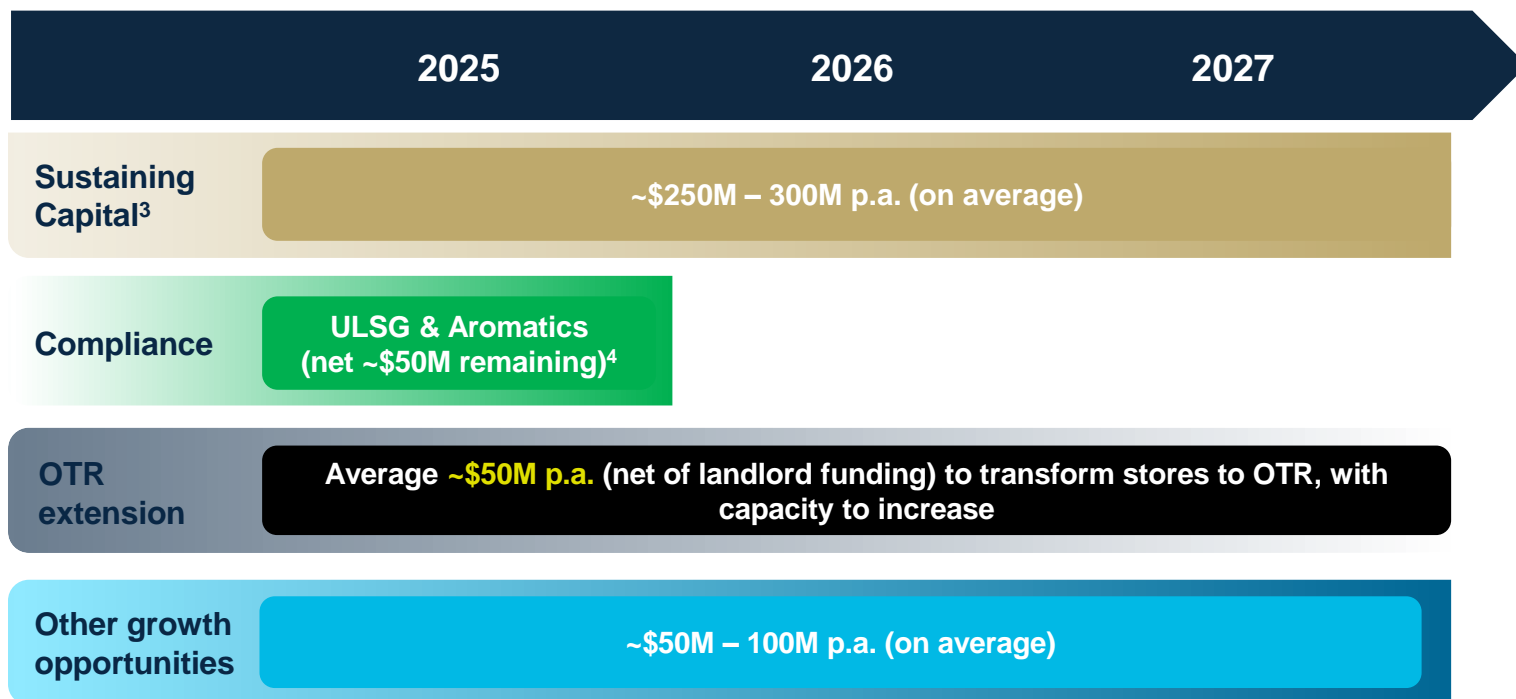 2025 2026 2027
Sustaining
Capital³
~$250M – 300M p.a. (on average)
Compliance
ULSG & Aromatics
(net ~$50M remaining)⁴
OTR
extension
Average ~$50M p.a. (net of landlord funding) to transform stores to OTR, with
capacity to increase
Other growth
opportunities
~$50M – 100M p.a. (on average)